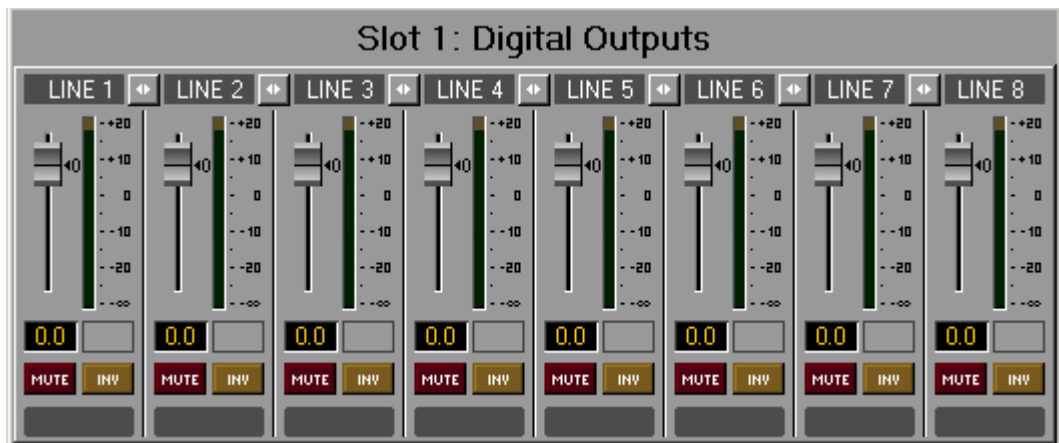 Slot 1: Digital Outputs
LINE 1 LINE 2 LINE 3 LINE 4 LINE 5 LINE 6 LINE 7 LINE 8
-+20 -+20 -+20 -+20 -+20 -+20 -+20 -+20
0 -+10 0 -+10 0 -+10 0 -+10 0 -+10 0 -+10 0 -+10 0 -+10
- 0 - 0 - 0 - 0 - 0 - 0 - 0 - 0
- -10 - -10 - -10 - -10 - -10 - -10 - -10 - -10
- -20 - -20 - -20 - -20 - -20 - -20 - -20 - -20
- -∞ - -∞ - -∞ - -∞ - -∞ - -∞ - -∞ - -∞
0.0 0.0 0.0 0.0 0.0 0.0 0.0 0.0
MUTE INV MUTE INV MUTE INV MUTE INV MUTE INV MUTE INV MUTE INV MUTE INV